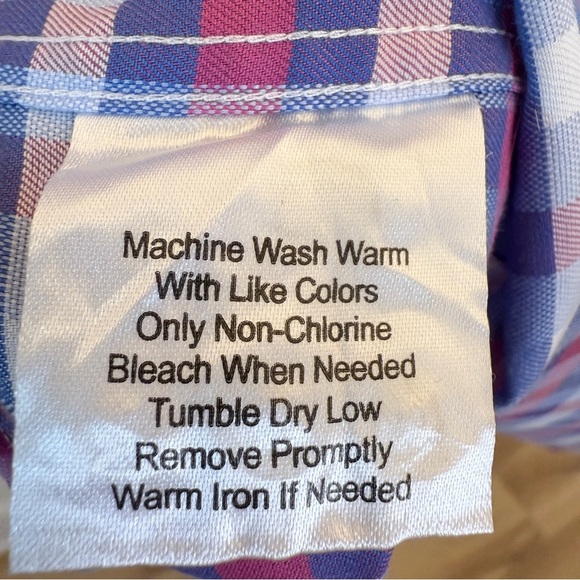 Machine Wash Warm
With Like Colors
Only Non-Chlorine
Bleach When Needed
Tumble Dry Low
Remove Promptly
Warm Iron If Needed